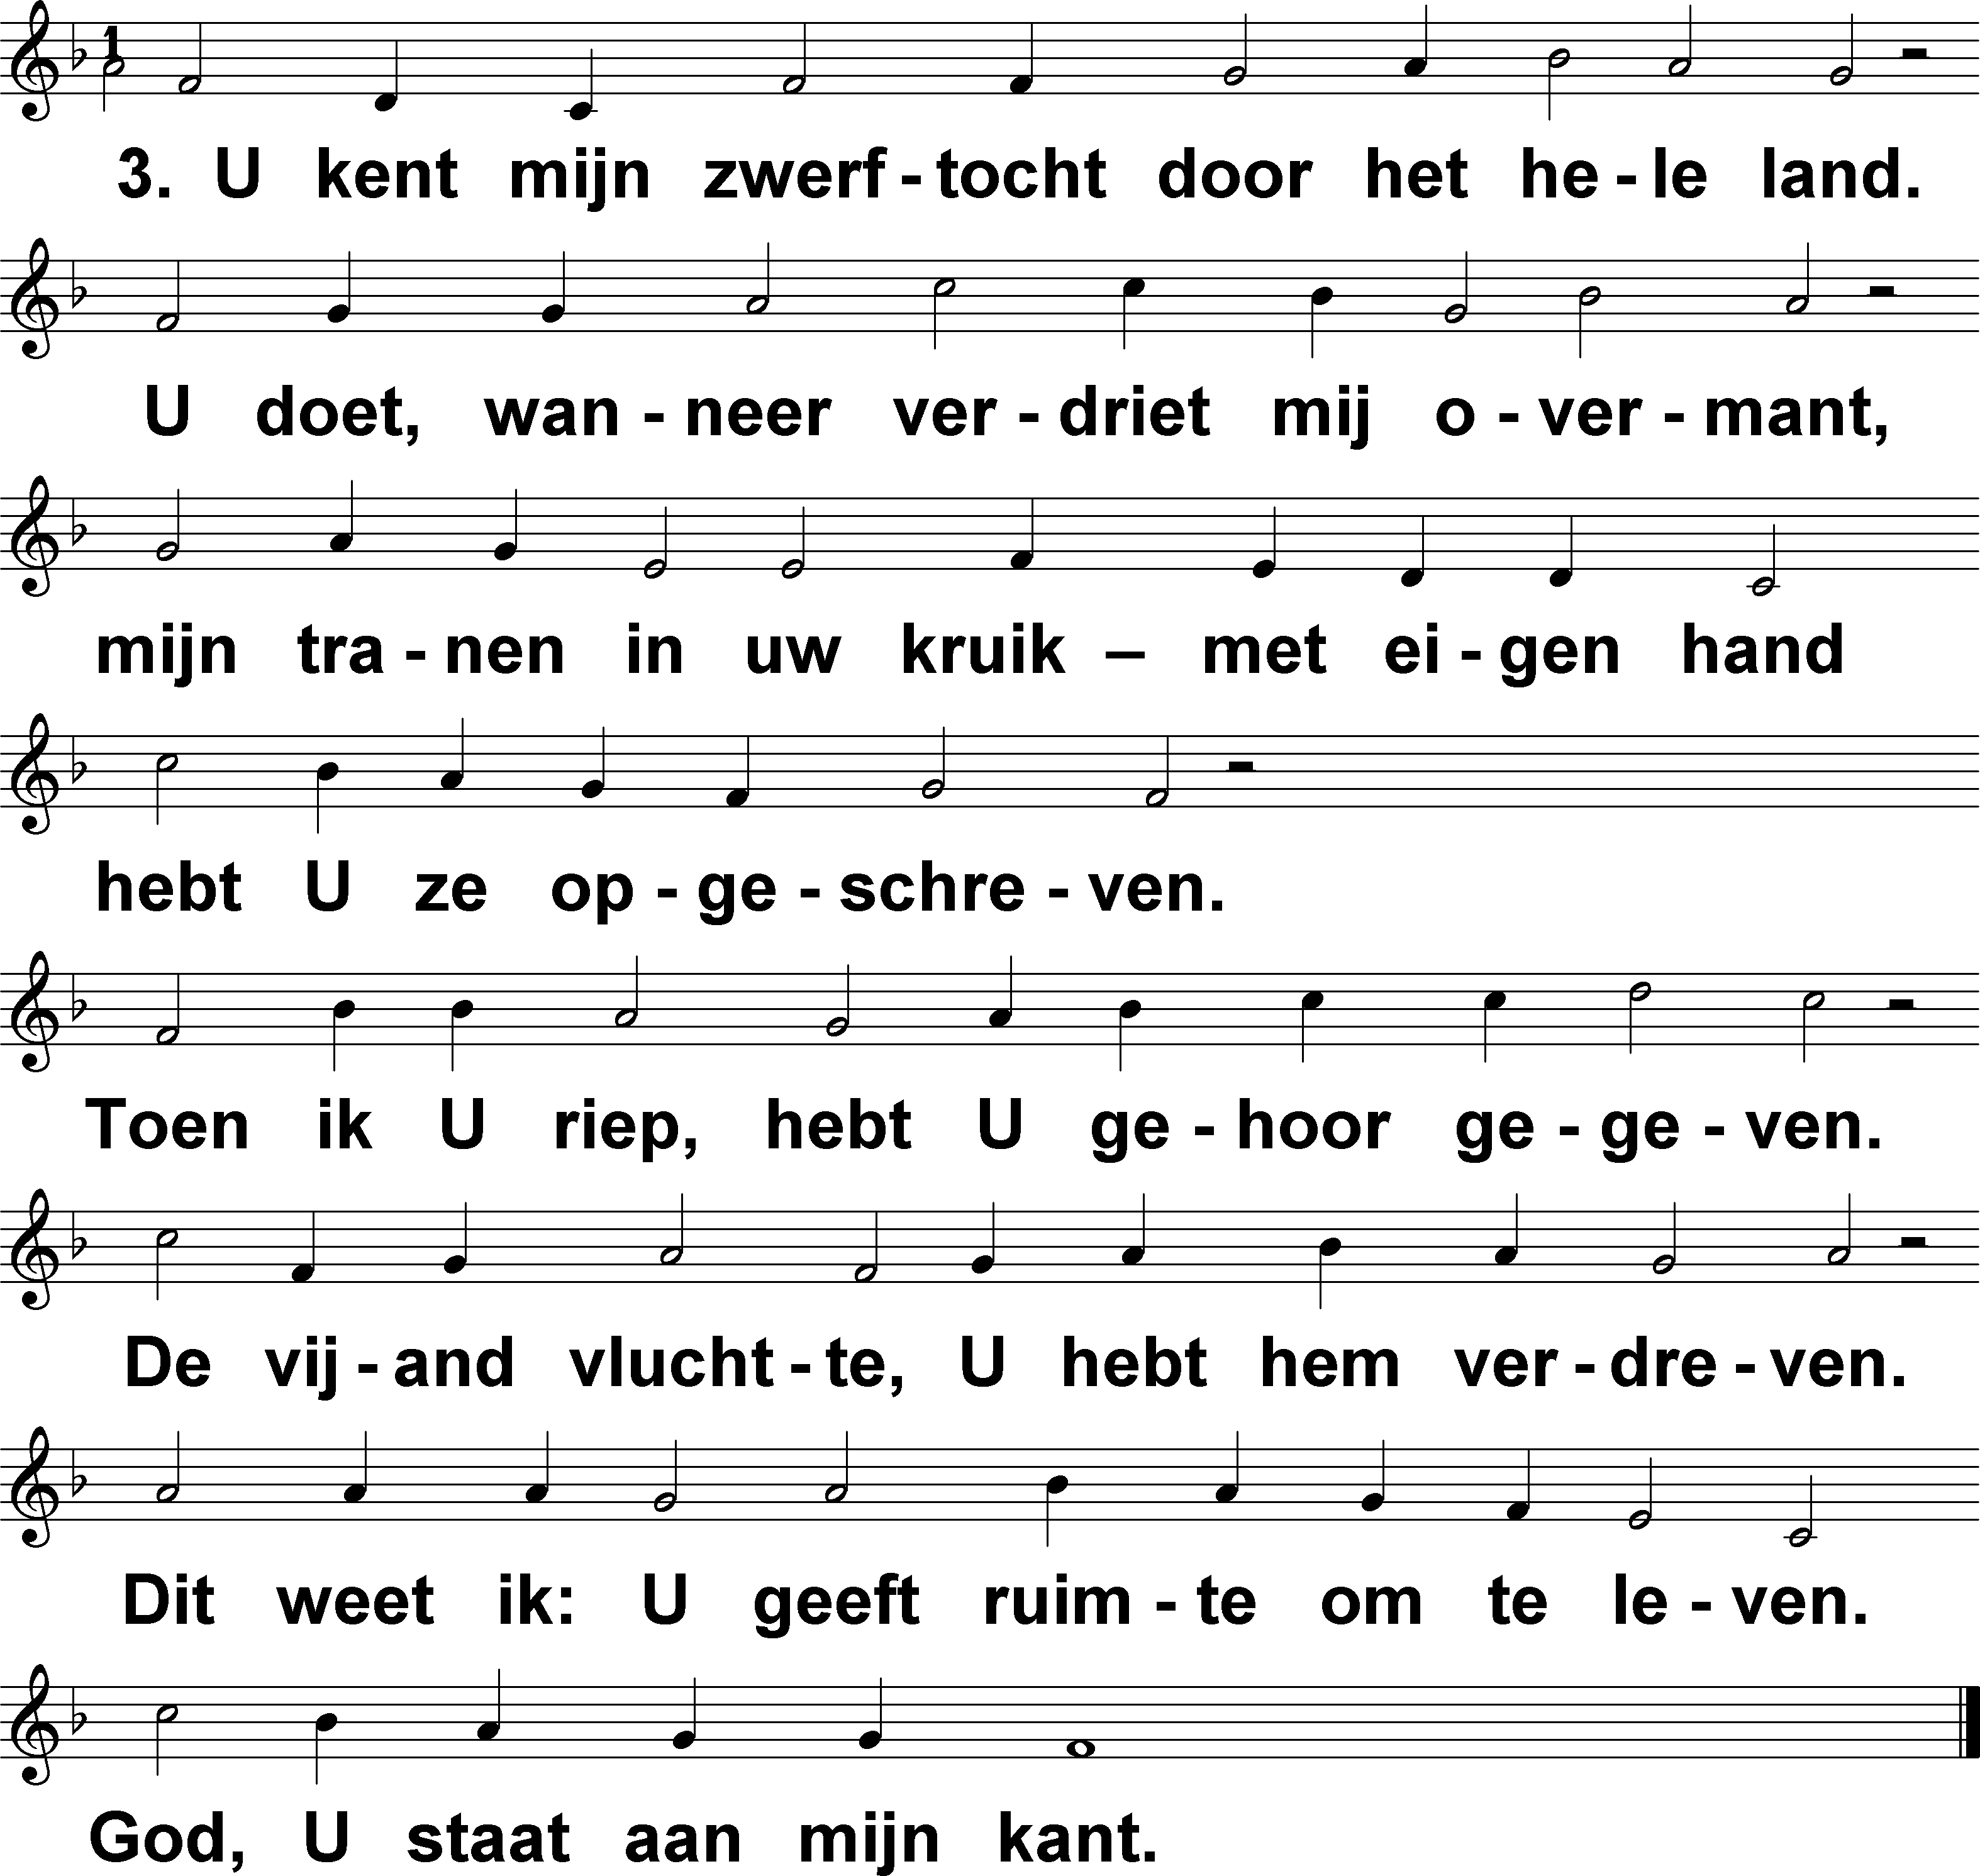 1
3. U kent mijn zwerf - tocht door het he - le land.
U doet, wan - neer ver - driet mij o - ver - mant,
mijn tra - nen in uw kruik – met ei - gen hand
hebt U ze op - ge - schre - ven.
Toen ik U riep, hebt U ge - hoor ge - ge - ven.
De vij - and vlucht - te, U hebt hem ver - dre - ven.
Dit weet ik: U geeft ruim - te om te le - ven.
God, U staat aan mijn kant.